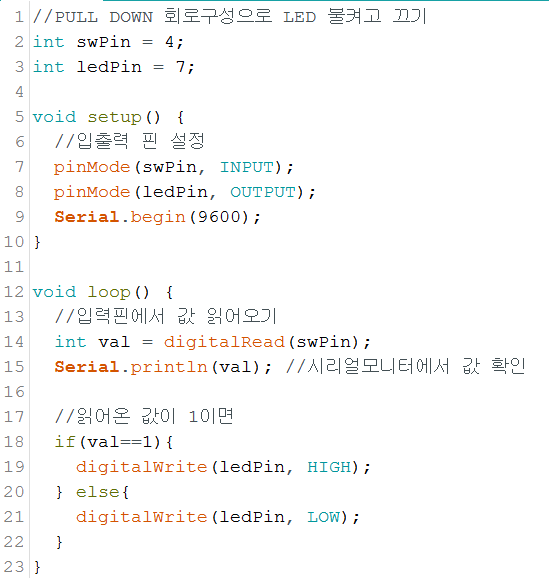 1 //PULL DOWN 회로구성으로 LED 불켜고 끄기
2 int swPin = 4;
3 int ledPin = 7;
4
5 void setup() {
6   //입출력 핀 설정
7   pinMode(swPin, INPUT);
8   pinMode(ledPin, OUTPUT);
9   Serial.begin(9600);
10 }
11
12 void loop() {
13   //입력핀에서 값 읽어오기
14   int val = digitalRead(swPin);
15   Serial.println(val); //시리얼모니터에서 값 확인
16
17   //읽어온 값이 1이면
18   if(val==1){
19     digitalWrite(ledPin, HIGH);
20   } else{
21     digitalWrite(ledPin, LOW);
22   }
23 }